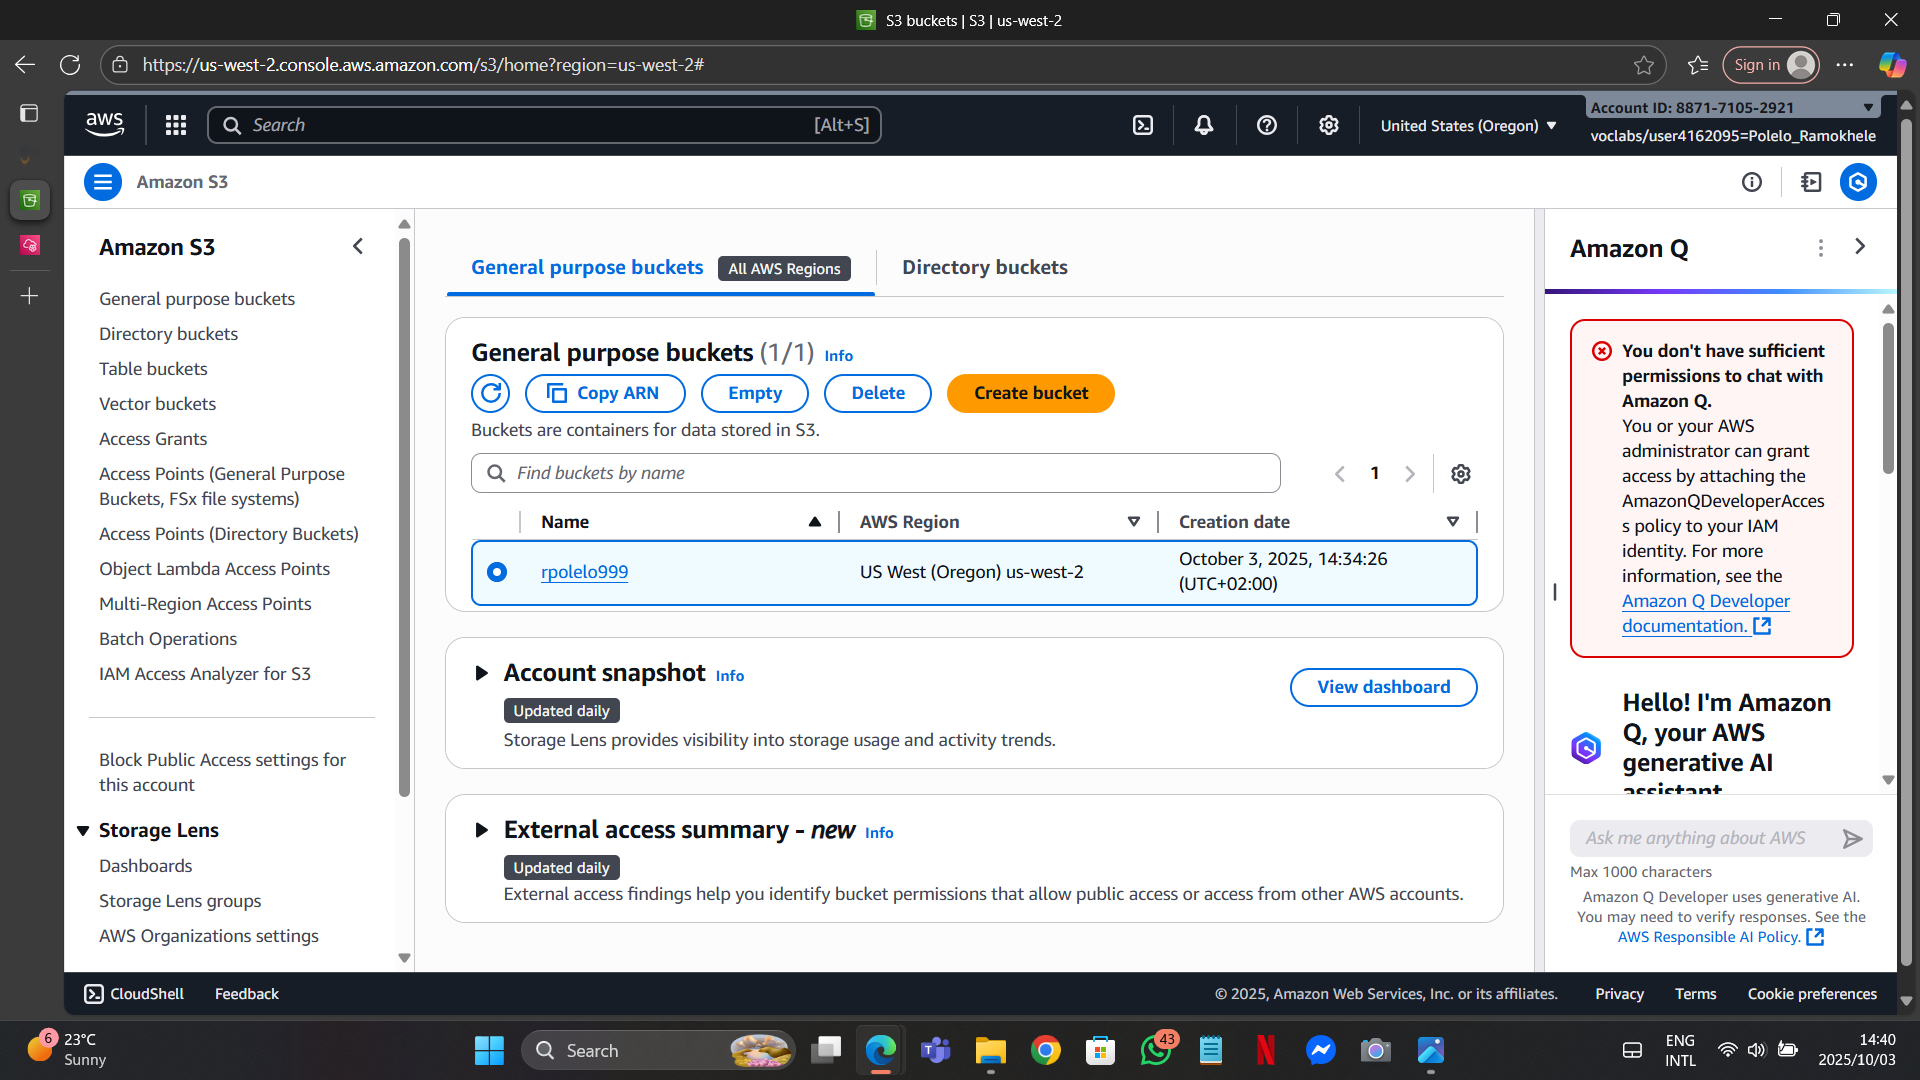 S3 buckets | S3 | us-west-2
https://us-west-2.console.aws.amazon.com/s3/home?region=us-west-2#
Sign in
aws
Search
[Alt+S]
United States (Oregon)
Account ID: 8871-7105-2921
voclabs/user4162095=Polelo_Ramokhele
Amazon S3
Amazon S3
General purpose buckets
Directory buckets
Table buckets
Vector buckets
Access Grants
Access Points (General Purpose
Buckets, FSx file systems)
Access Points (Directory Buckets)
Object Lambda Access Points
Multi-Region Access Points
Batch Operations
IAM Access Analyzer for S3
Block Public Access settings for
this account
Storage Lens
Dashboards
Storage Lens groups
AWS Organizations settings
General purpose buckets
All AWS Regions
Directory buckets
General purpose buckets (1/1) Info
Copy ARN
Empty
Delete
Create bucket
Buckets are containers for data stored in S3.
Find buckets by name
1
Name
AWS Region
Creation date
rpolelo999
US West (Oregon) us-west-2
October 3, 2025, 14:34:26
(UTC+02:00)
Account snapshot Info
Updated daily
Storage Lens provides visibility into storage usage and activity trends.
View dashboard
External access summary - new Info
Updated daily
External access findings help you identify bucket permissions that allow public access or access from other AWS accounts.
Amazon Q
You don't have sufficient
permissions to chat with
Amazon Q.
You or your AWS
administrator can grant
access by attaching the
AmazonQDeveloperAcces
s policy to your IAM
identity. For more
information, see the
Amazon Q Developer
documentation.
Hello! I'm Amazon
Q, your AWS
generative AI
assistant
Ask me anything about AWS
Max 1000 characters
Amazon Q Developer uses generative AI.
You may need to verify responses. See the
AWS Responsible AI Policy.
CloudShell
Feedback
© 2025, Amazon Web Services, Inc. or its affiliates.
Privacy
Terms
Cookie preferences
6
23°C
Sunny
Search
43
ENG
INTL
14:40
2025/10/03